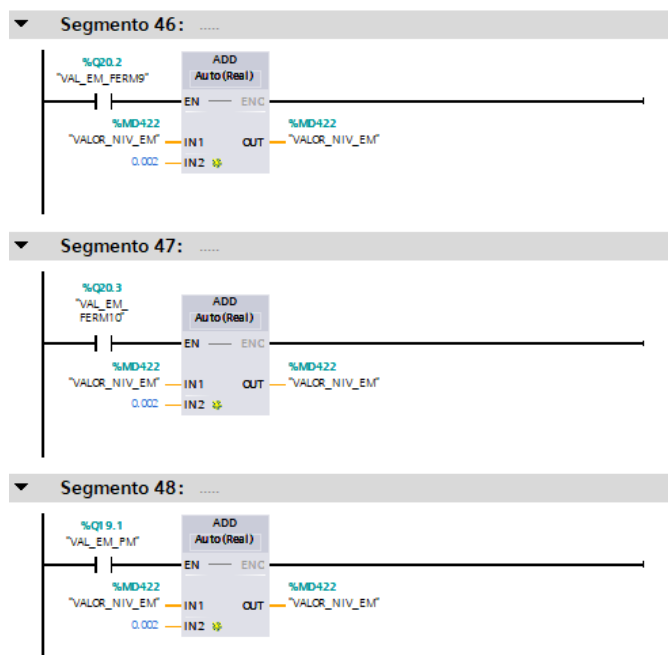 Segmento 46: .....
%Q20.2
"VAL_EM_FERM9"
ADD
Auto (Real)
EN ENO
%MD422
"VALOR_NIV_EM" IN1
%MD422
OUT "VALOR_NIV_EM"
0.002 IN2
Segmento 47: .....
%Q20.3
"VAL_EM_
FERM10"
ADD
Auto (Real)
EN ENO
%MD422
"VALOR_NIV_EM" IN1
%MD422
OUT "VALOR_NIV_EM"
0.002 IN2
Segmento 48: .....
%Q19.1
"VAL_EM_PM"
ADD
Auto (Real)
EN ENO
%MD422
"VALOR_NIV_EM" IN1
%MD422
OUT "VALOR_NIV_EM"
0.002 IN2